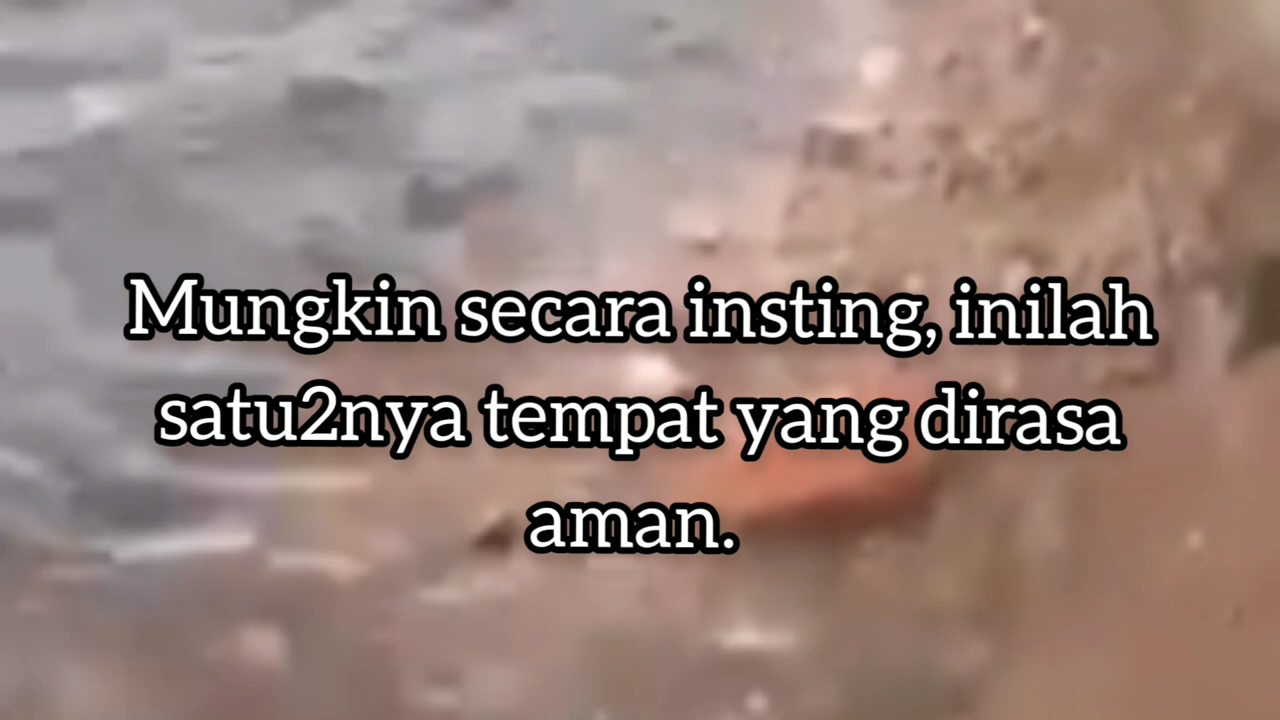 Mungkin secara insting, inilah
satu2nya tempat yang dirasa
aman.